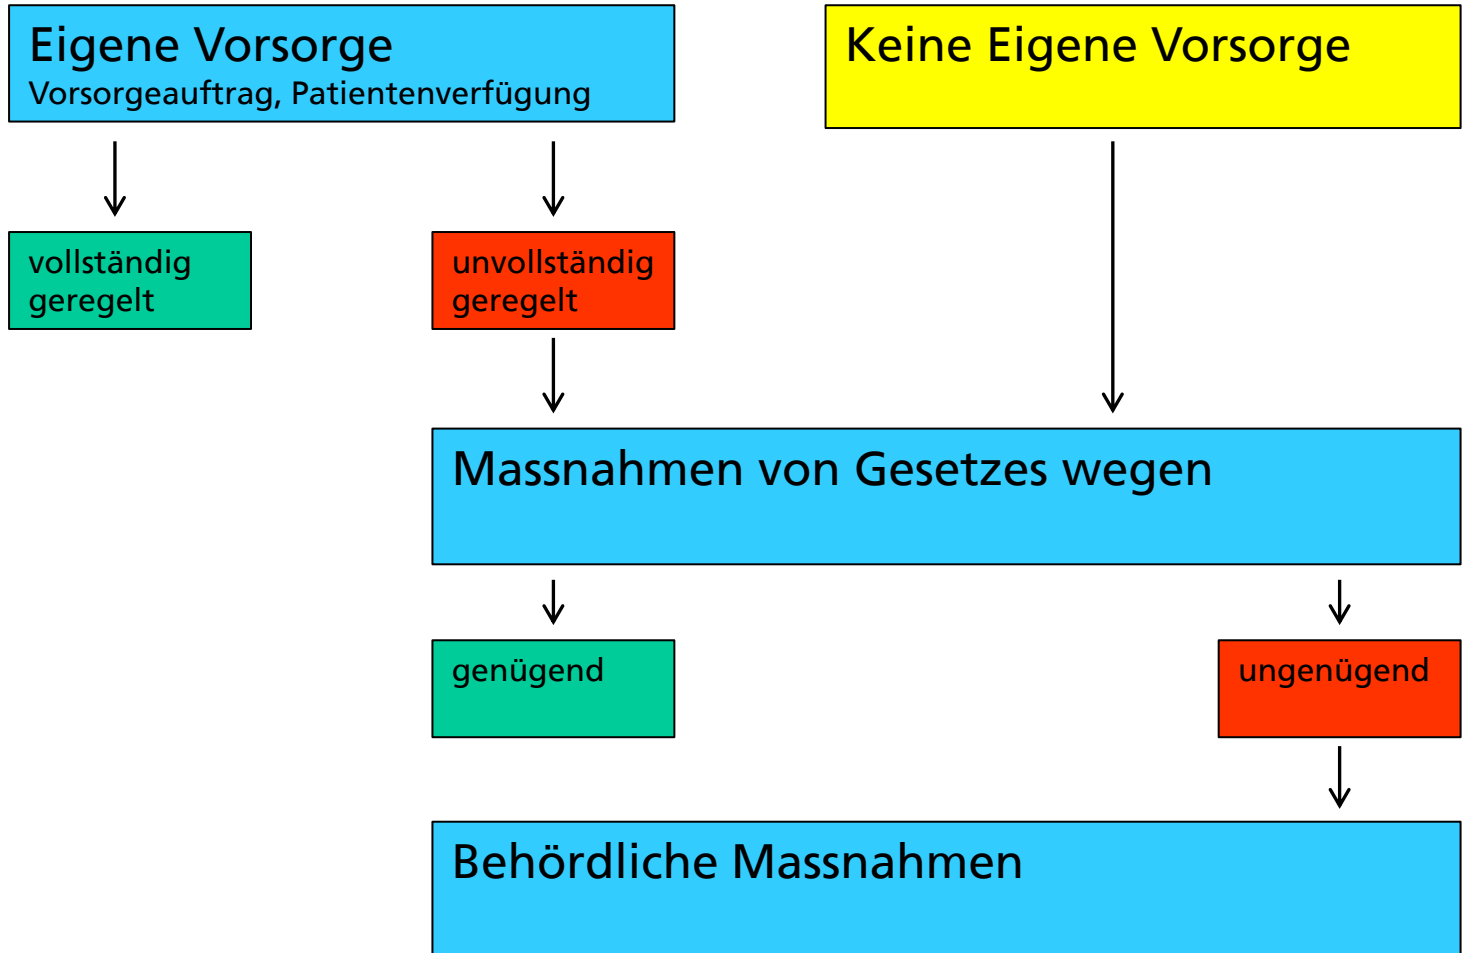 Eigene Vorsorge
Vorsorgeauftrag, Patientenverfügung
Keine Eigene Vorsorge
vollständig
geregelt
unvollständig
geregelt
Massnahmen von Gesetzes wegen
genügend
ungenügend
Behördliche Massnahmen